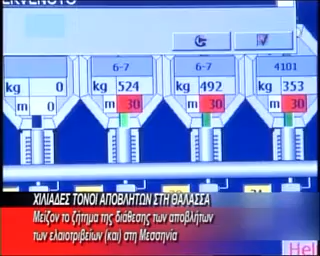 6-7 6-7 4101
kg 0 kg 524 kg 492 kg 353
m 0 m 30 m 30 m 30
ΧΙΛΙΑΔΕΣ ΤΟΝΟΙ ΑΠΟΒΛΗΤΩΝ ΣΤΗ ΘΑΛΑΣΣΑ
Μείζον το ζήτημα της διάθεσης των αποβλήτων
των ελαιοτριβείων (και) στη Μεσσηνία
Hel